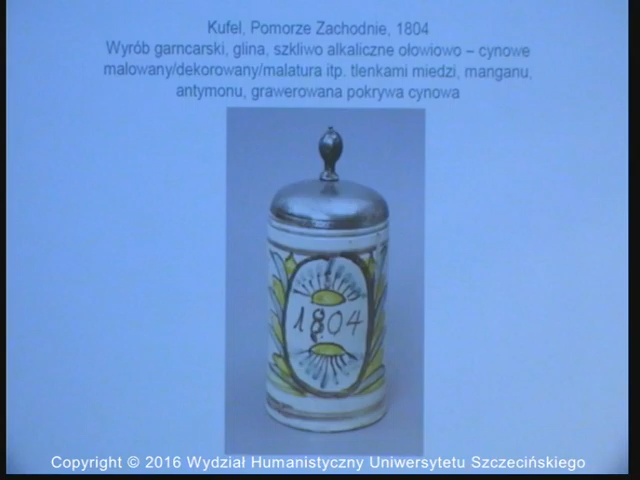 Kufel, Pomorze Zachodnie, 1804
Wyrób garncarski, glina, szkliwo alkaliczne ołowiowo – cynowe
malowany/dekorowany/malatura itp. tlenkami miedzi, manganu,
antymonu, grawerowana pokrywa cynowa
1804
Copyright © 2016 Wydział Humanistyczny Uniwersytetu Szczecińskiego